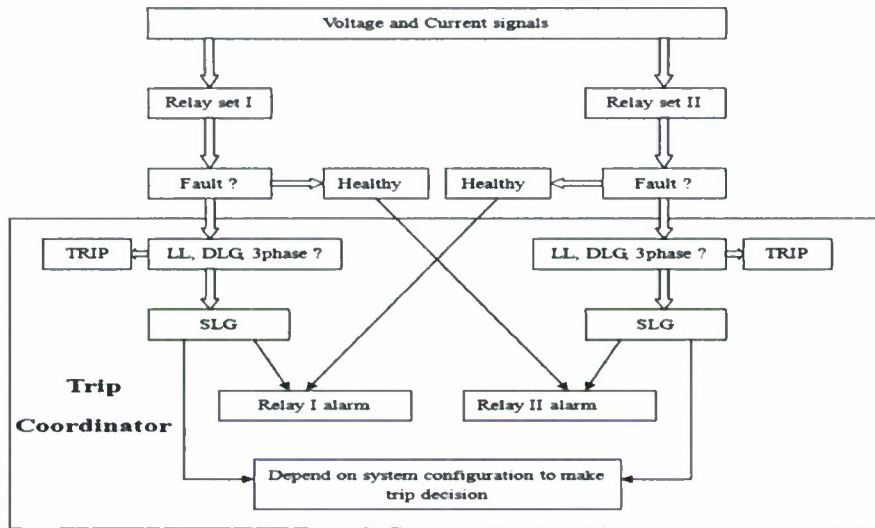 Voltage and Current signals
Relay set I
Relay set II
Fault ?
Healthy
Healthy
Fault ?
TRIP
LL, DLG, 3phase ?
LL, DLG, 3phase ?
TRIP
SLG
SLG
Trip
Coordinator
Relay I alarm
Relay II alarm
Depend on system configuration to make
trip decision